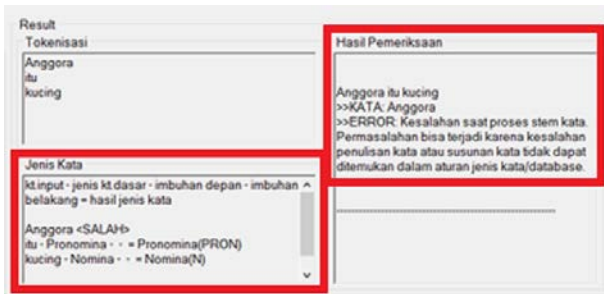 Result
Tokenisasi
Anggora
itu
kucing
Jenis Kata
kt.input - jenis kt.dasar - imbuhan depan - imbuhan
belakang = hasil jenis kata
Anggora <SALAH>
itu - Pronomina - - = Pronomina(PRON)
kucing - Nomina - - = Nomina(N)
Hasil Pemeriksaan
Anggora itu kucing
>>KATA: Anggora
>>ERROR: Kesalahan saat proses stem kata.
Permasalahan bisa terjadi karena kesalahan
penulisan kata atau susunan kata tidak dapat
ditemukan dalam aturan jenis kata/database.